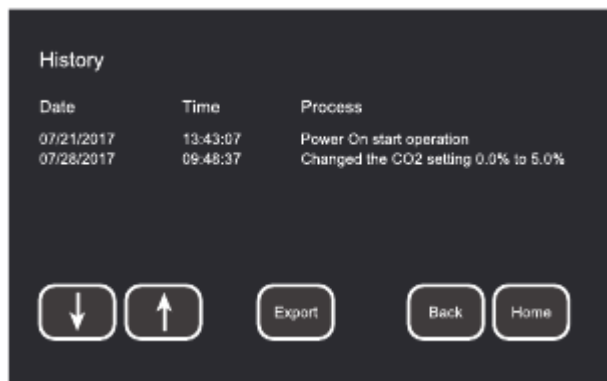 History
Date Time Process
07/21/2017 13:43:07 Power On start operation
07/28/2017 09:48:37 Changed the CO2 setting 0.0% to 5.0%
Export Back Home